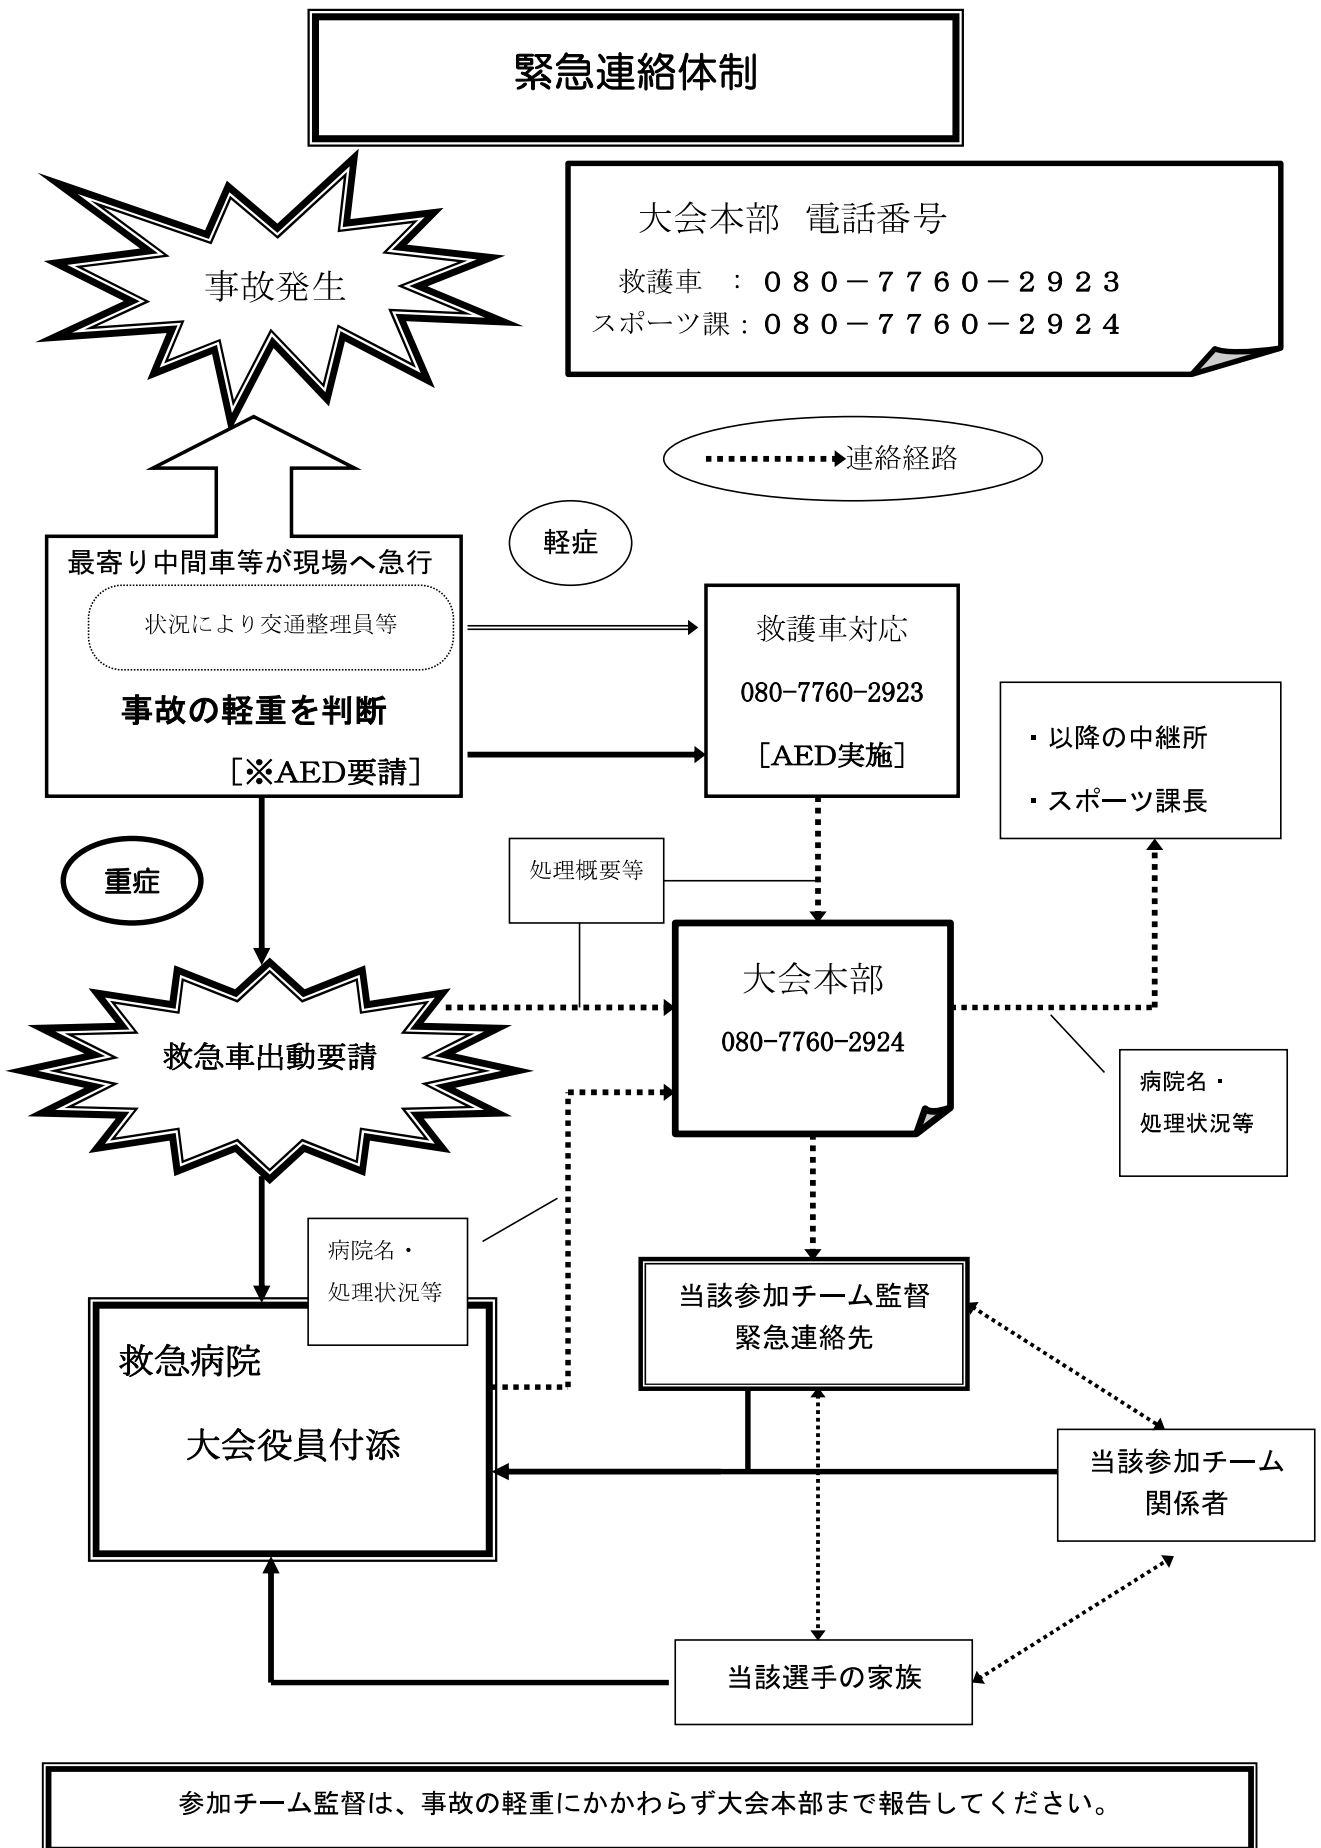 緊急連絡体制
事故発生
大会本部 電話番号
救護車 ：０８０－７７６０－２９２３
スポーツ課：０８０－７７６０－２９２４
連絡経路
軽症
最寄り中間車等が現場へ急行
状況により交通整理員等
事故の軽重を判断
［※AED要請］
救護車対応
080-7760-2923
［AED実施］
・以降の中継所
・スポーツ課長
重症
処理概要等
大会本部
080-7760-2924
救急車出動要請
病院名・
処理状況等
病院名・
処理状況等
救急病院
大会役員付添
当該参加チーム監督
緊急連絡先
当該参加チーム
関係者
当該選手の家族
参加チーム監督は、事故の軽重にかかわらず大会本部まで報告してください。